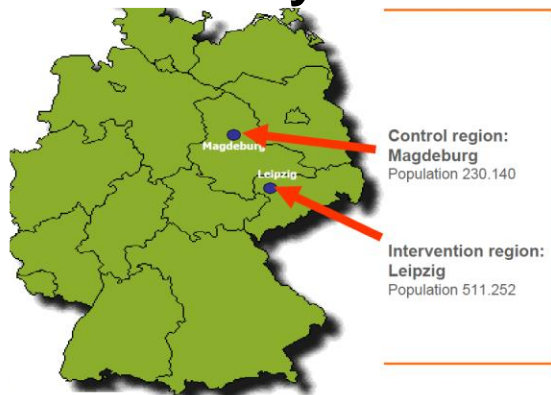 Magdeburg
Leipzig
Control region:
Magdeburg
Population 230.140
Intervention region:
Leipzig
Population 511.252